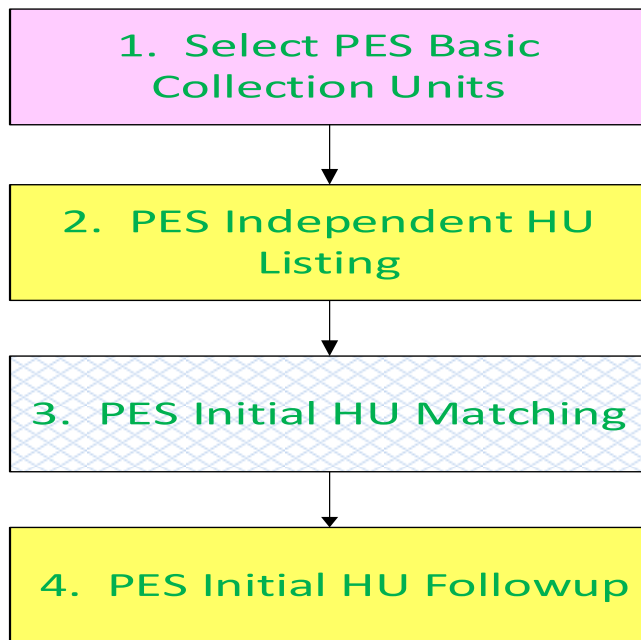 1. Select PES Basic
Collection Units
2. PES Independent HU
Listing
3. PES Initial HU Matching
4. PES Initial HU Followup